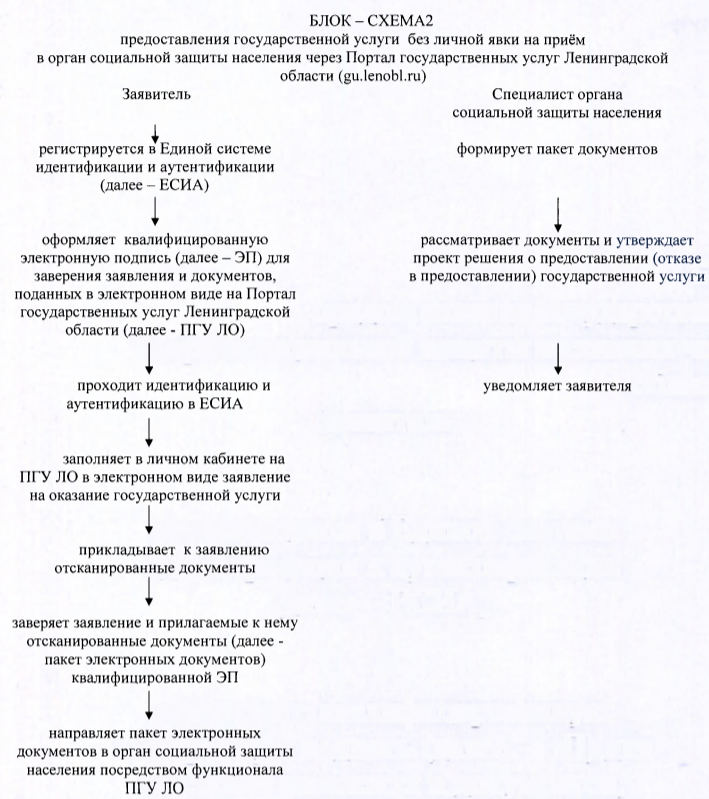 БЛОК – СХЕМА2
предоставления государственной услуги без личной явки на приём
в орган социальной защиты населения через Портал государственных услуг Ленинградской
области (gu.lenobl.ru)
Заявитель
регистрируется в Единой системе
идентификации и аутентификации
(далее – ЕСИА)
оформляет квалифицированную
электронную подпись (далее – ЭП) для
заверения заявления и документов,
поданных в электронном виде на Портал
государственных услуг Ленинградской
области (далее - ПГУ ЛО)
проходит идентификацию и
аутентификацию в ЕСИА
заполняет в личном кабинете на
ПГУ ЛО в электронном виде заявление
на оказание государственной услуги
прикладывает к заявлению
отсканированные документы
заверяет заявление и прилагаемые к нему
отсканированные документы (далее -
пакет электронных документов)
квалифицированной ЭП
направляет пакет электронных
документов в орган социальной защиты
населения посредством функционала
ПГУ ЛО
Специалист органа
социальной защиты населения
формирует пакет документов
рассматривает документы и утверждает
проект решения о предоставлении (отказе
в предоставлении) государственной услуги
уведомляет заявителя